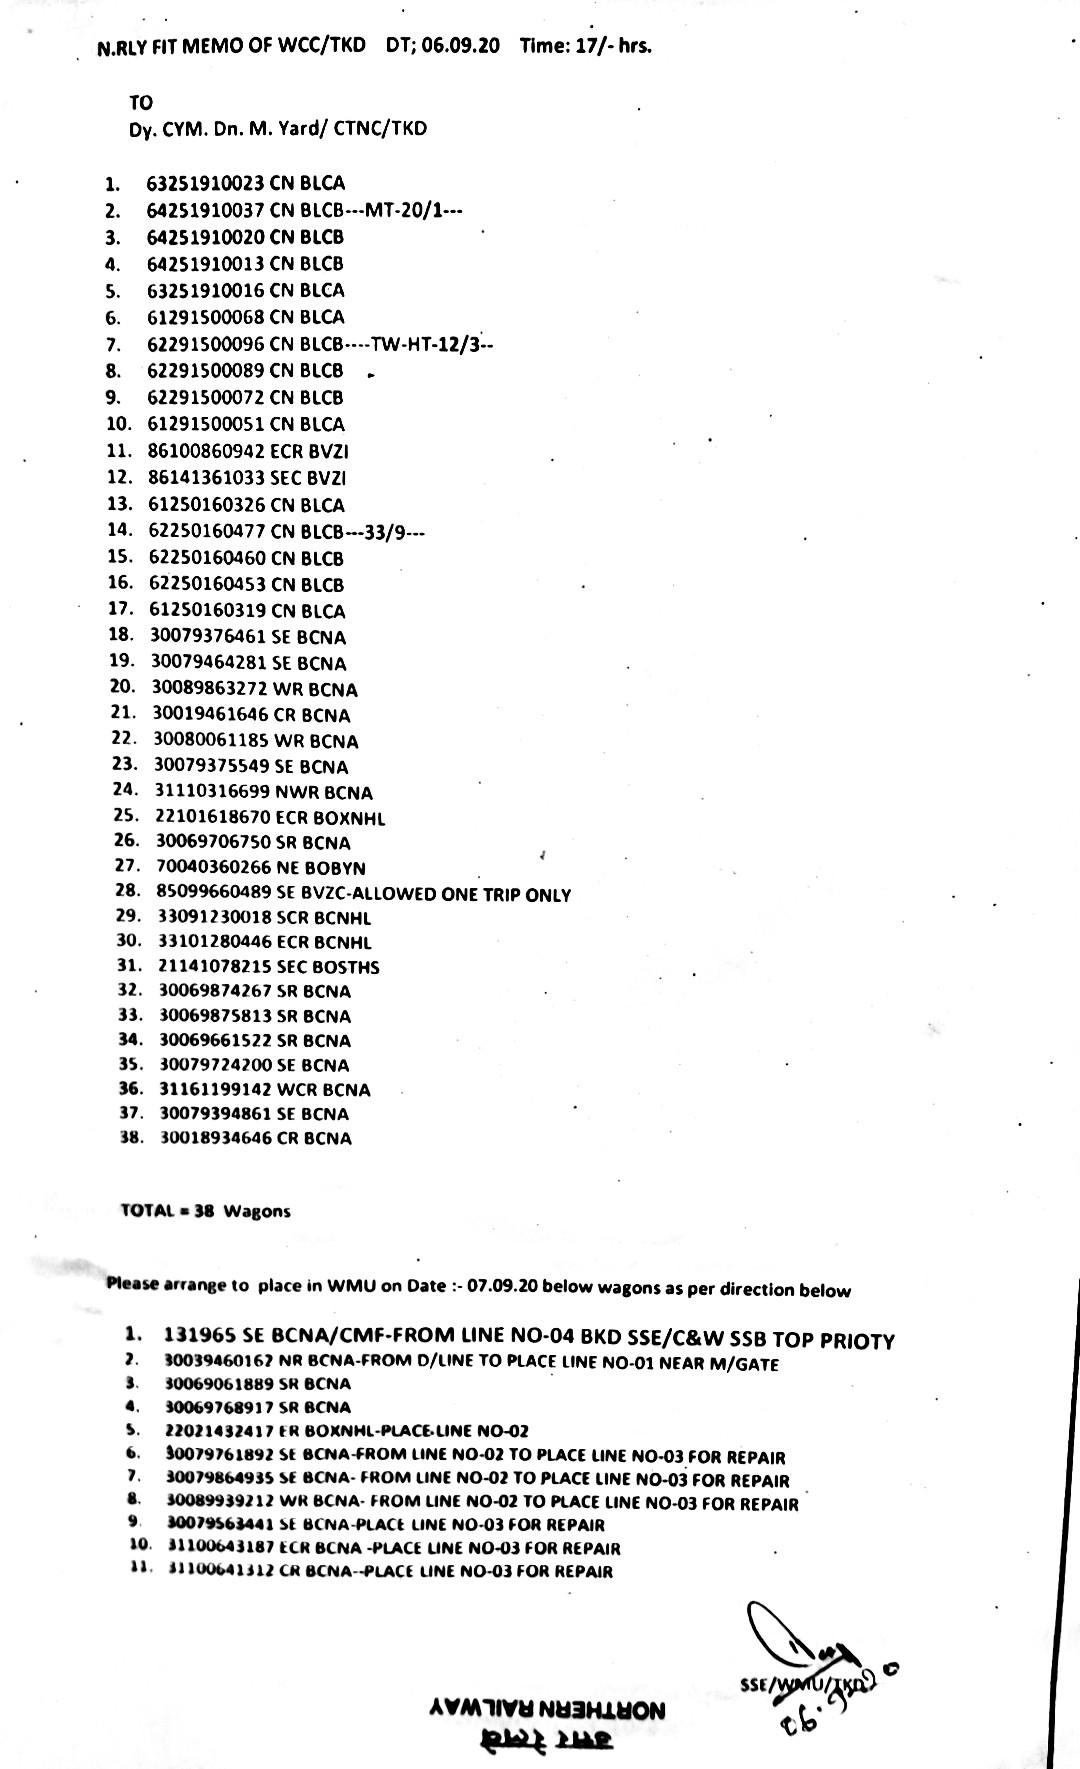 N.RLY FIT MEMO OF WCC/TKD DT; 06.09.20 Time: 17/- hrs.
TO
Dy. CYM. Dn. M. Yard/ CTNC/TKD
1. 63251910023 CN BLCA
2. 64251910037 CN BLCB---MT-20/1---
3. 64251910020 CN BLCB
4. 64251910013 CN BLCB
5. 63251910016 CN BLCA
6. 61291500068 CN BLCA
7. 62291500096 CN BLCB----TW-HT-12/3--
8. 62291500089 CN BLCB
9. 62291500072 CN BLCB
10. 61291500051 CN BLCA
11. 86100860942 ECR BVZI
12. 86141361033 SEC BVZI
13. 61250160326 CN BLCA
14. 62250160477 CN BLCB---33/9---
15. 62250160460 CN BLCB
16. 62250160453 CN BLCB
17. 61250160319 CN BLCA
18. 30079376461 SE BCNA
19. 30079464281 SE BCNA
20. 30089863272 WR BCNA
21. 30019461646 CR BCNA
22. 30080061185 WR BCNA
23. 30079375549 SE BCNA
24. 31110316699 NWR BCNA
25. 22101618670 ECR BOXNHL
26. 30069706750 SR BCNA
27. 70040360266 NE BOBYN
28. 85099660489 SE BVZC-ALLOWED ONE TRIP ONLY
29. 33091230018 SCR BCNHL
30. 33101280446 ECR BCNHL
31. 21141078215 SEC BOSTHS
32. 30069874267 SR BCNA
33. 30069875813 SR BCNA
34. 30069661522 SR BCNA
35. 30079724200 SE BCNA
36. 31161199142 WCR BCNA
37. 30079394861 SE BCNA
38. 30018934646 CR BCNA
TOTAL = 38 Wagons
Please arrange to place in WMU on Date :- 07.09.20 below wagons as per direction below
1. 131965 SE BCNA/CMF-FROM LINE NO-04 BKD SSE/C&W SSB TOP PRIOTY
2. 30039460162 NR BCNA-FROM D/LINE TO PLACE LINE NO-01 NEAR M/GATE
3. 30069061889 SR BCNA
4. 30069768917 SR BCNA
5. 22021432417 ER BOXNHL-PLACE-LINE NO-02
6. 30079761892 SE BCNA-FROM LINE NO-02 TO PLACE LINE NO-03 FOR REPAIR
7. 30079864935 SE BCNA- FROM LINE NO-02 TO PLACE LINE NO-03 FOR REPAIR
8. 30089939212 WR BCNA- FROM LINE NO-02 TO PLACE LINE NO-03 FOR REPAIR
9. 30079563441 SE BCNA-PLACE LINE NO-03 FOR REPAIR
10. 31100643187 ECR BCNA -PLACE LINE NO-03 FOR REPAIR
11. 31100641312 CR BCNA--PLACE LINE NO-03 FOR REPAIR
SSE/WMU/TKD
NORTHERN RAILWAY
उत्तर रेलवे